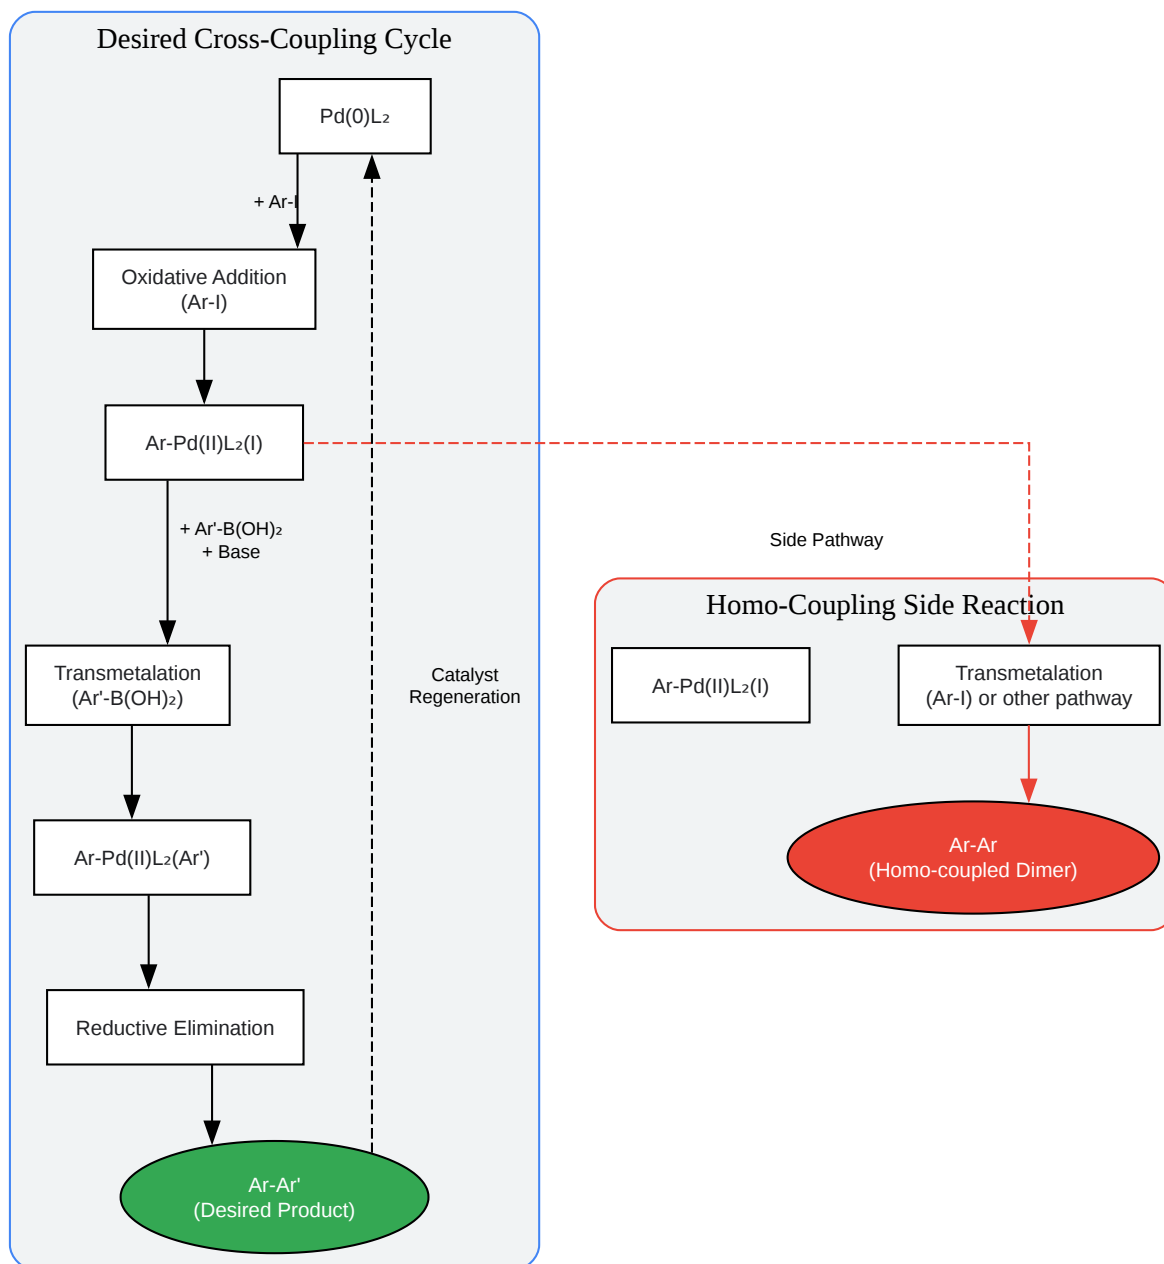 Desired Cross-Coupling Cycle
Pd(0)L₂
+ Ar-I
Oxidative Addition
(Ar-I)
Ar-Pd(II)L₂(I)
+ Ar'-B(OH)₂
+ Base
Transmetalation
(Ar'-B(OH)₂)
Catalyst
Regeneration
Ar-Pd(II)L₂(Ar')
Reductive Elimination
Ar-Ar'
(Desired Product)
Side Pathway
Homo-Coupling Side Reaction
Ar-Pd(II)L₂(I)
Transmetalation
(Ar-I) or other pathway
Ar-Ar
(Homo-coupled Dimer)